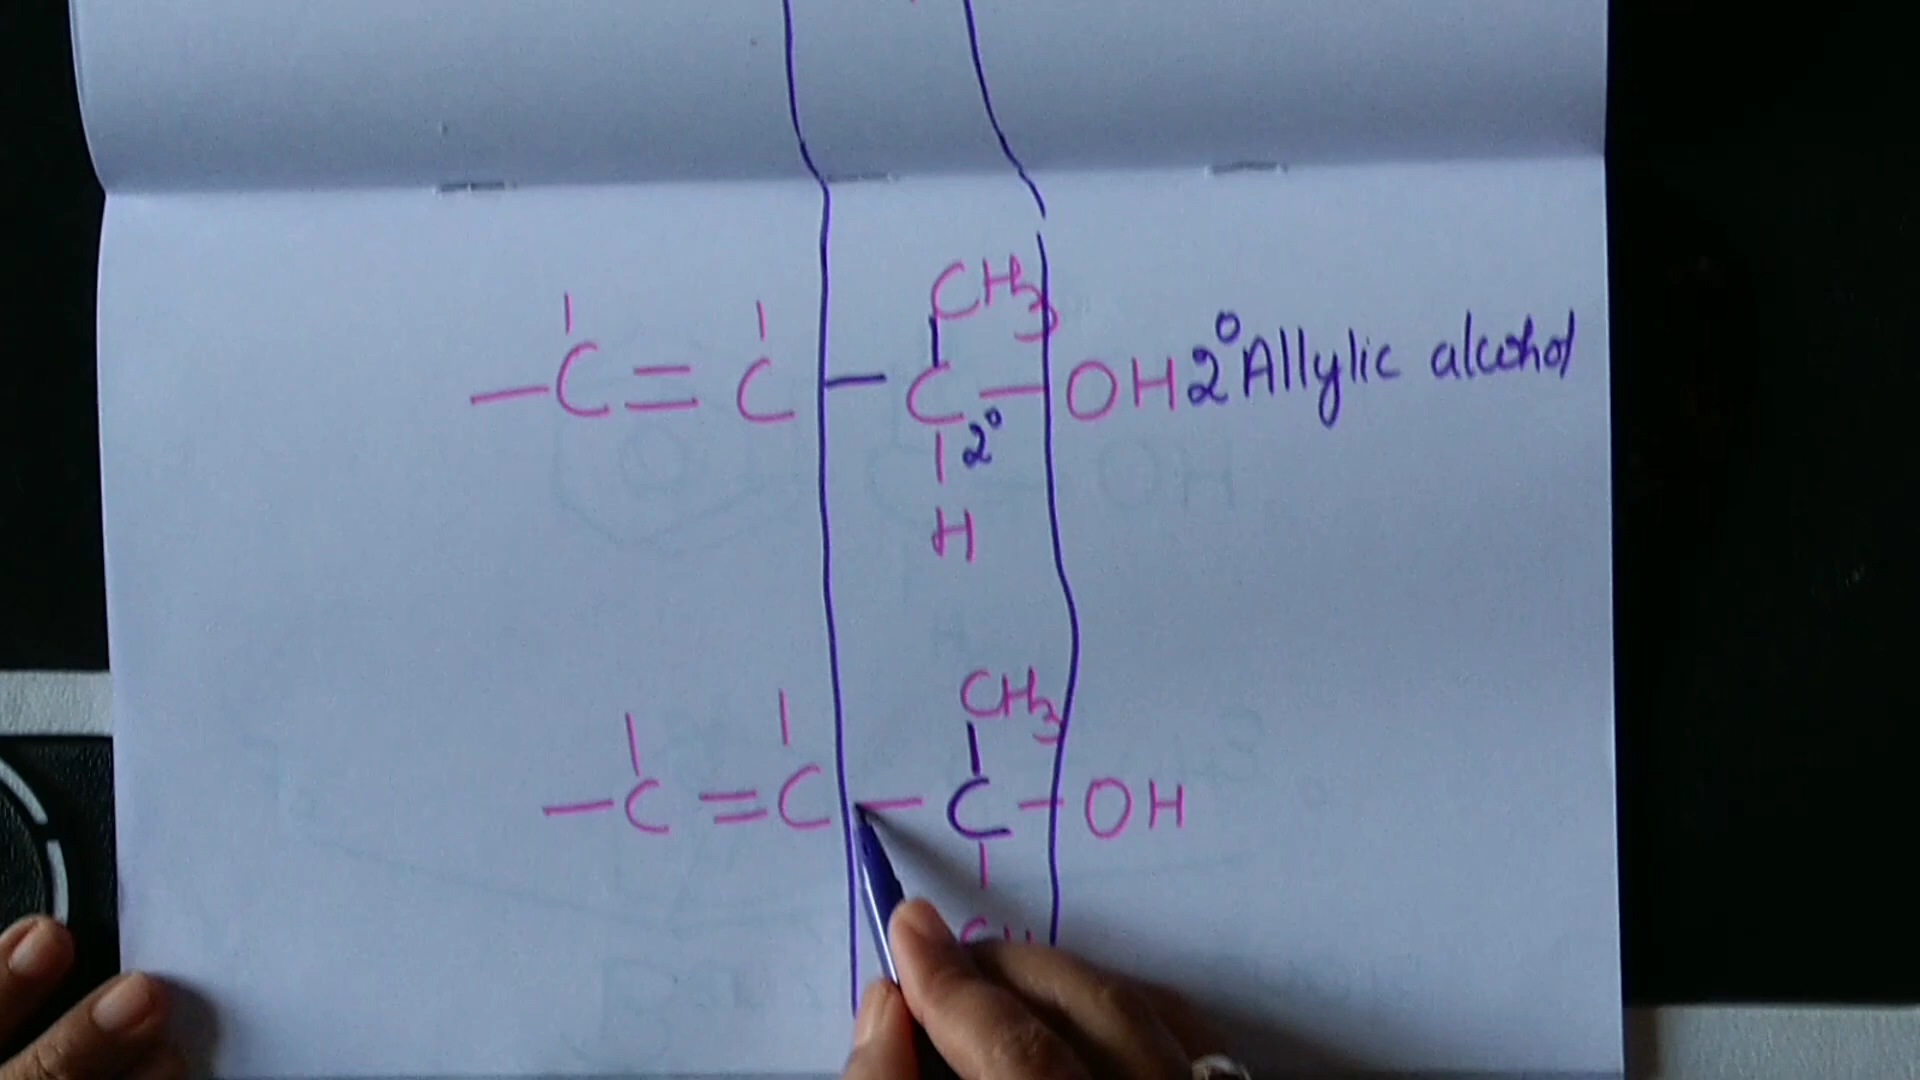 CH3
—C=C—C—OH 2° Allylic alcohol
2°
H
CH3
—C=C—C—OH